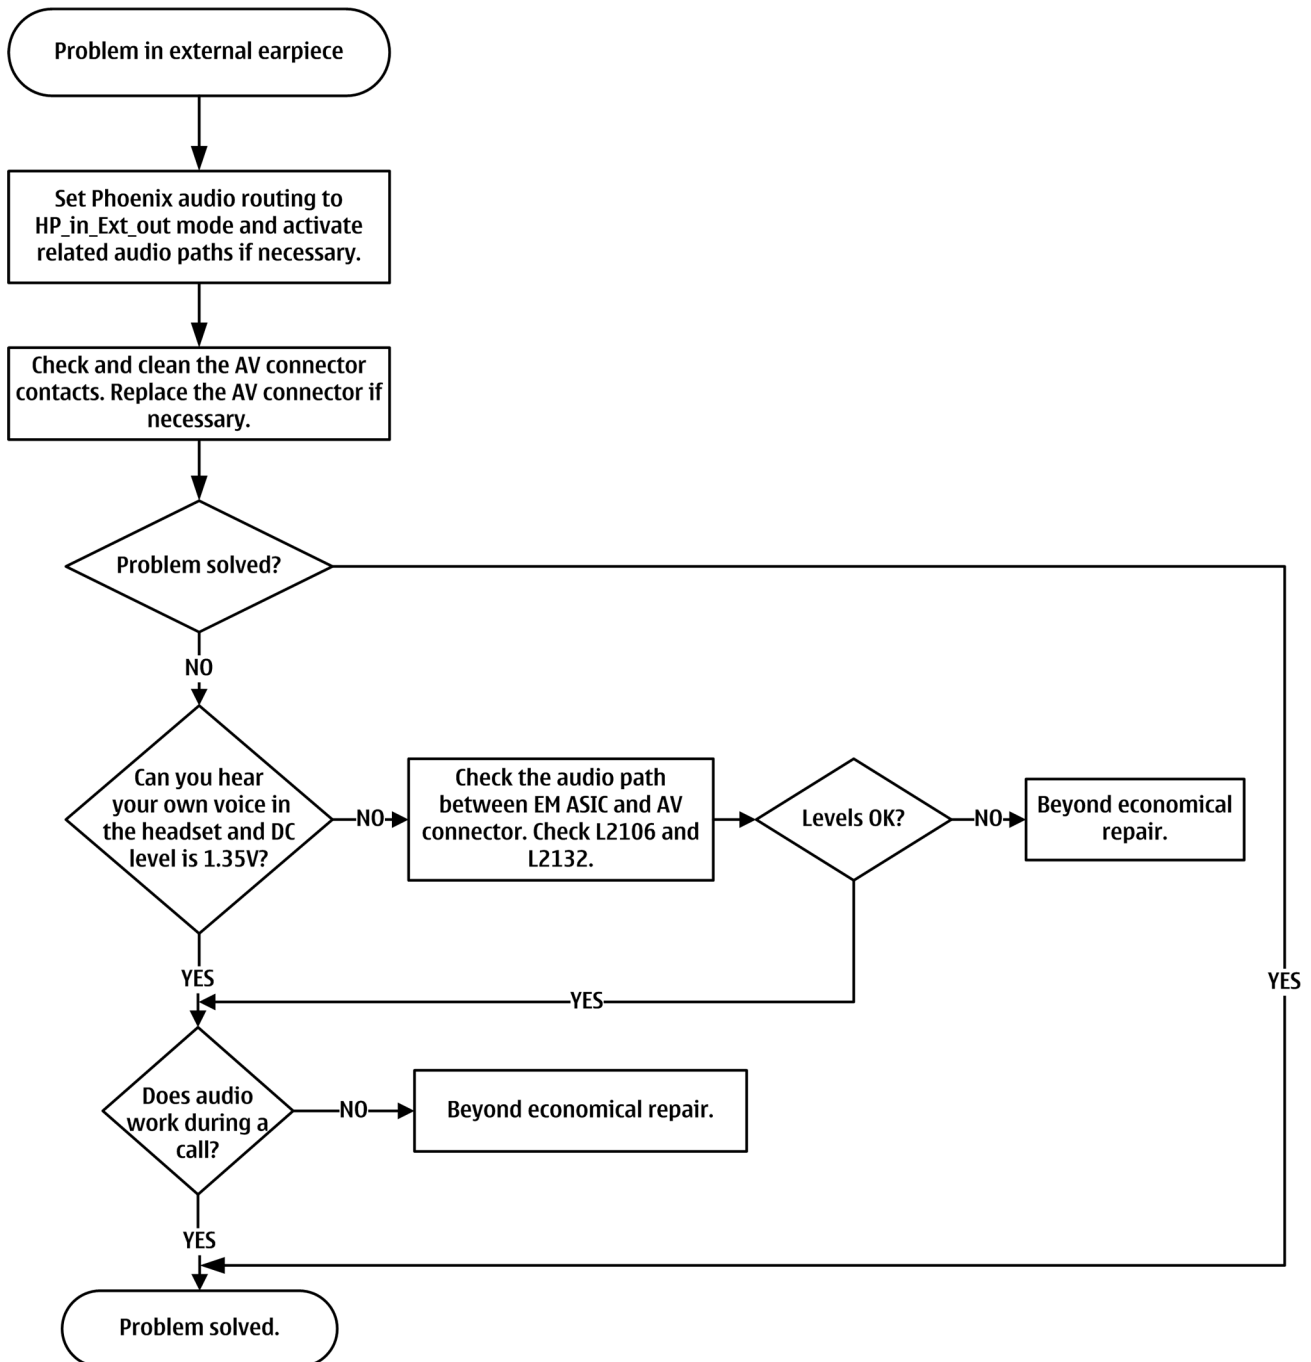 Problem in external earpiece
Set Phoenix audio routing to
HP_in_Ext_out mode and activate
related audio paths if necessary.
Check and clean the AV connector
contacts. Replace the AV connector if
necessary.
Problem solved?
NO
Can you hear
your own voice in
the headset and DC
level is 1.35V?
NO
Check the audio path
between EM ASIC and AV
connector. Check L2106 and
L2132.
Levels OK?
NO
Beyond economical
repair.
YES
YES
YES
Does audio
work during a
call?
NO
Beyond economical repair.
YES
Problem solved.